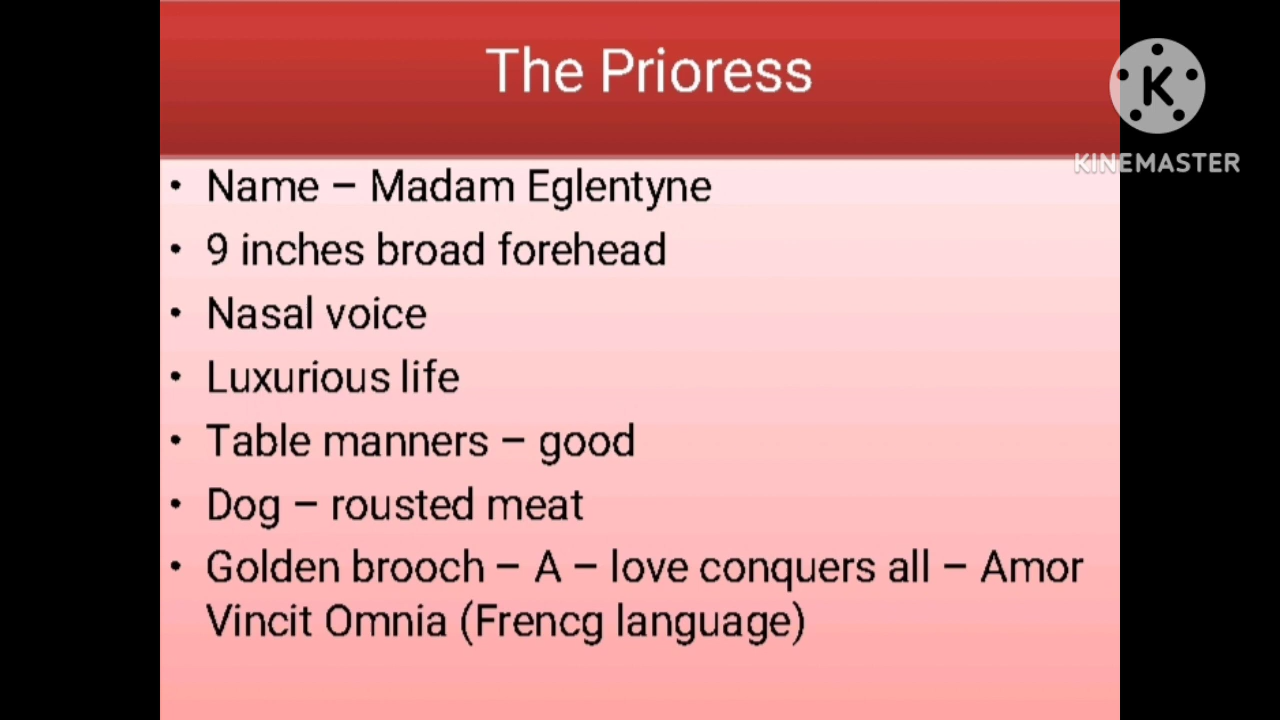 The Prioress
K
KINEMASTER
• Name – Madam Eglentyne
• 9 inches broad forehead
• Nasal voice
• Luxurious life
• Table manners – good
• Dog – rousted meat
• Golden brooch – A – love conquers all – Amor
Vincit Omnia (Frencg language)